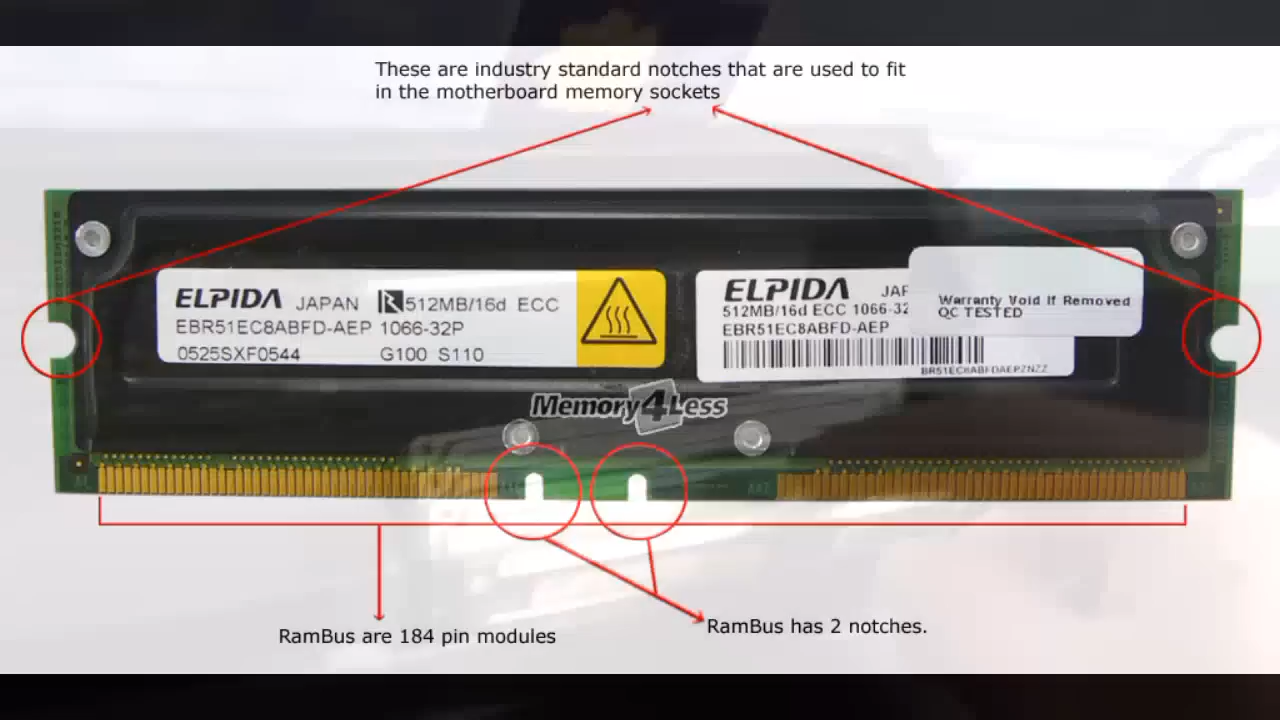 These are industry standard notches that are used to fit
in the motherboard memory sockets
ELPIDA JAPAN R 512MB/16d ECC
EBR51EC8ABFD-AEP 1066-32P
0525SXF0544 G100 S110
ELPIDA JAP
512MB/16d ECC 1066-32
EBR51EC8ABFD-AEP
Warranty Void If Removed
QC TESTED
BR51EC8ABFDAEPZNZZ
Memory4Less
RamBus are 184 pin modules
RamBus has 2 notches.